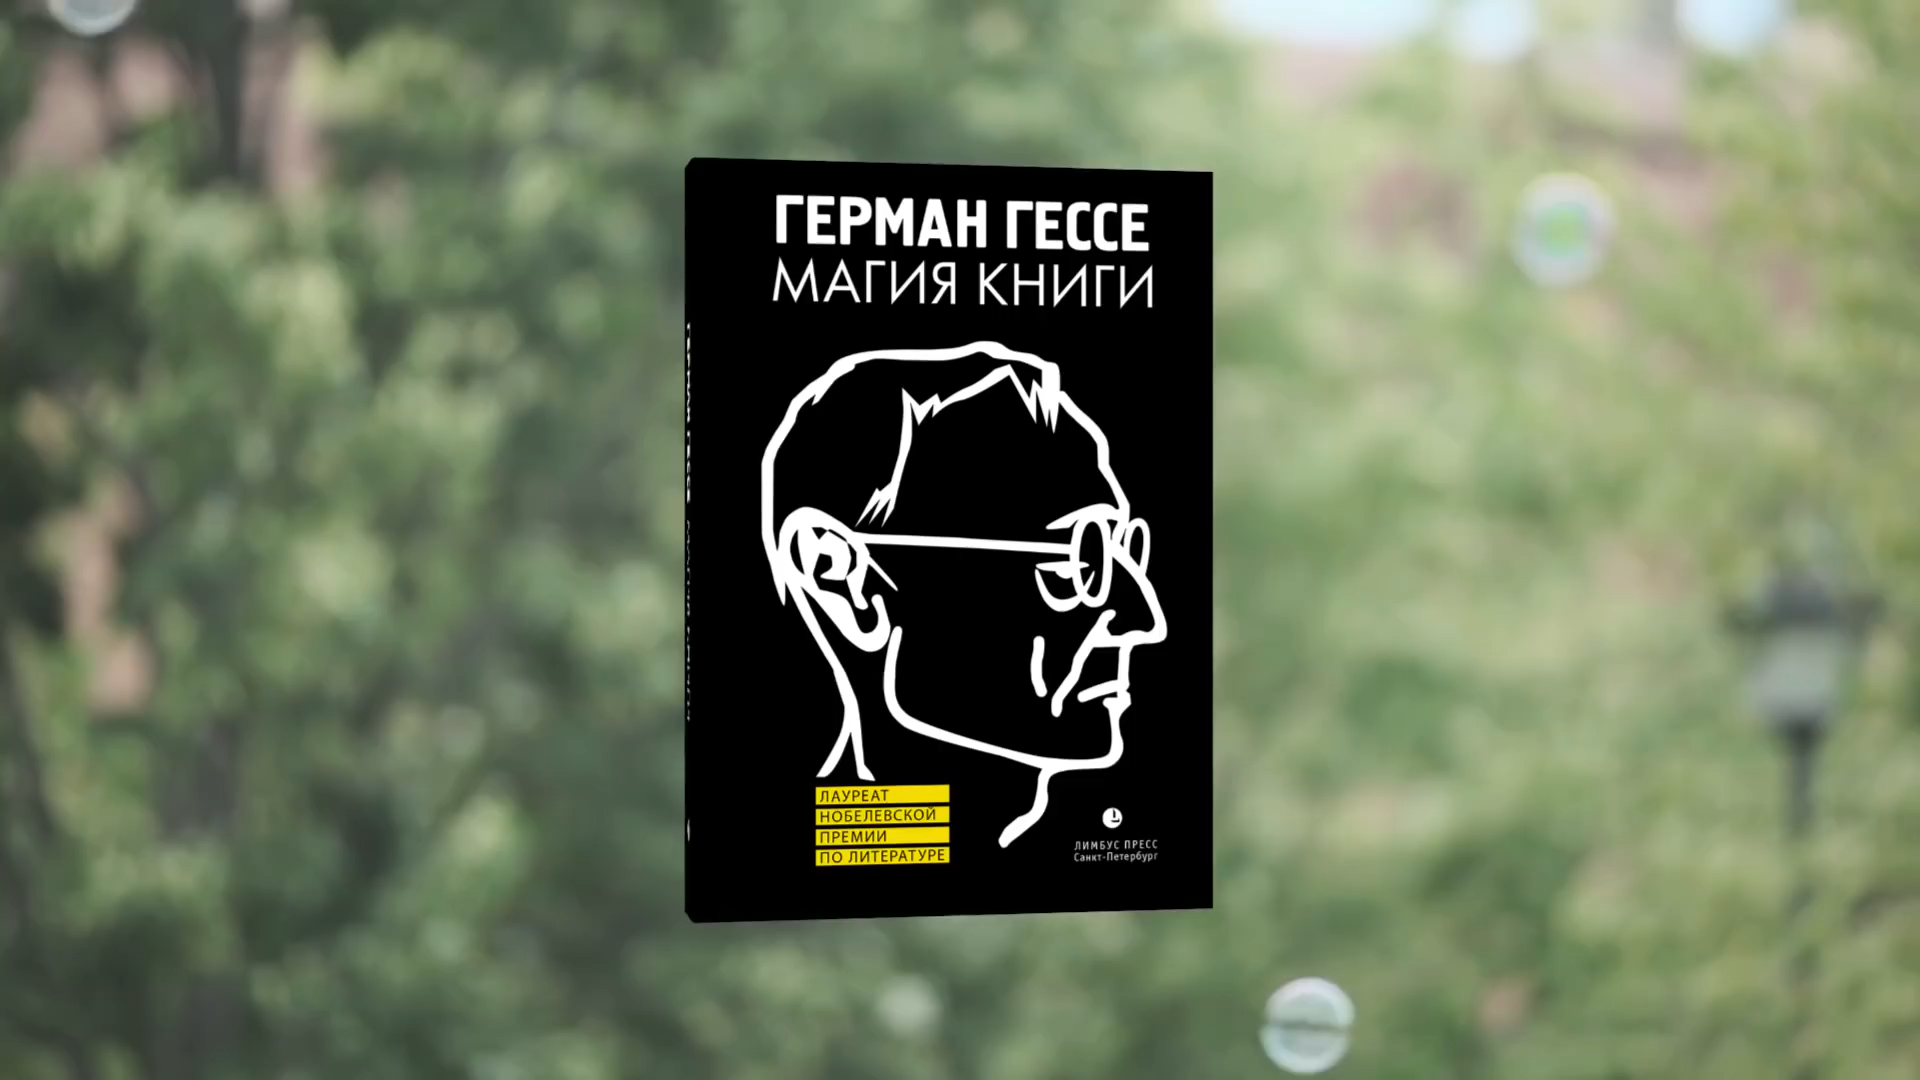 ГЕРМАН ГЕССЕ
МАГИЯ КНИГИ
ЛАУРЕАТ
НОБЕЛЕВСКОЙ
ПРЕМИИ
ПО ЛИТЕРАТУРЕ
ЛИМБУС ПРЕСС
Санкт-Петербург